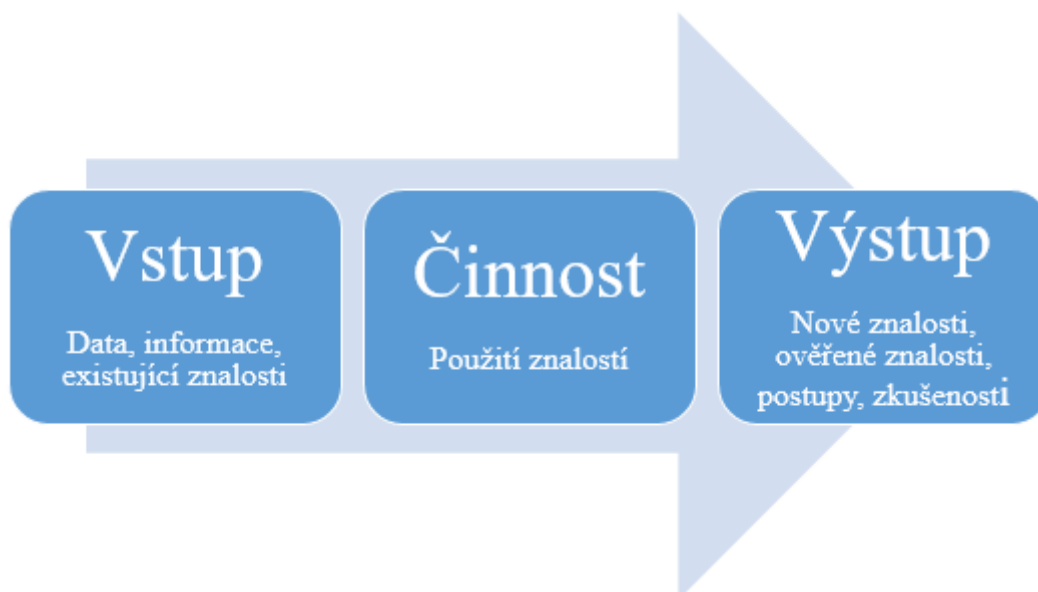 Vstup
Data, informace,
existující znalosti
Činnost
Použití znalostí
Výstup
Nové znalosti,
ověřené znalosti,
postupy, zkušenosti